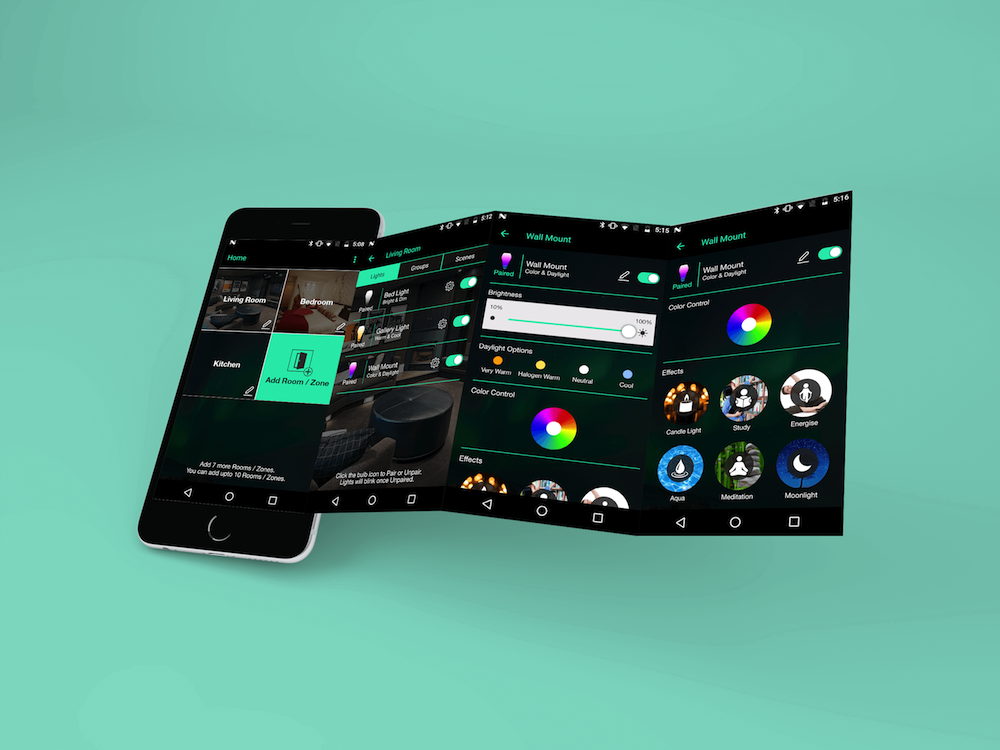 5:08
Home
Living Room
Bedroom
Kitchen
Add Room / Zone
Add 7 more Rooms / Zones.
You can add upto 10 Rooms / Zones.
5:12
Living Room
Lights
Groups
Scenes
Paired
Bed Light
Bright & Dim
Paired
Gallery Light
Warm & Cool
Paired
Wall Mount
Color & Daylight
Click the bulb icon to Pair or Unpair.
Lights will blink once Unpaired.
5:15
Wall Mount
Paired
Wall Mount
Color & Daylight
Brightness
10%
100%
Daylight Options
Very Warm
Halogen Warm
Neutral
Cool
Color Control
Effects
5:16
Wall Mount
Paired
Wall Mount
Color & Daylight
Color Control
Effects
Candle Light
Study
Energise
Aqua
Meditation
Moonlight